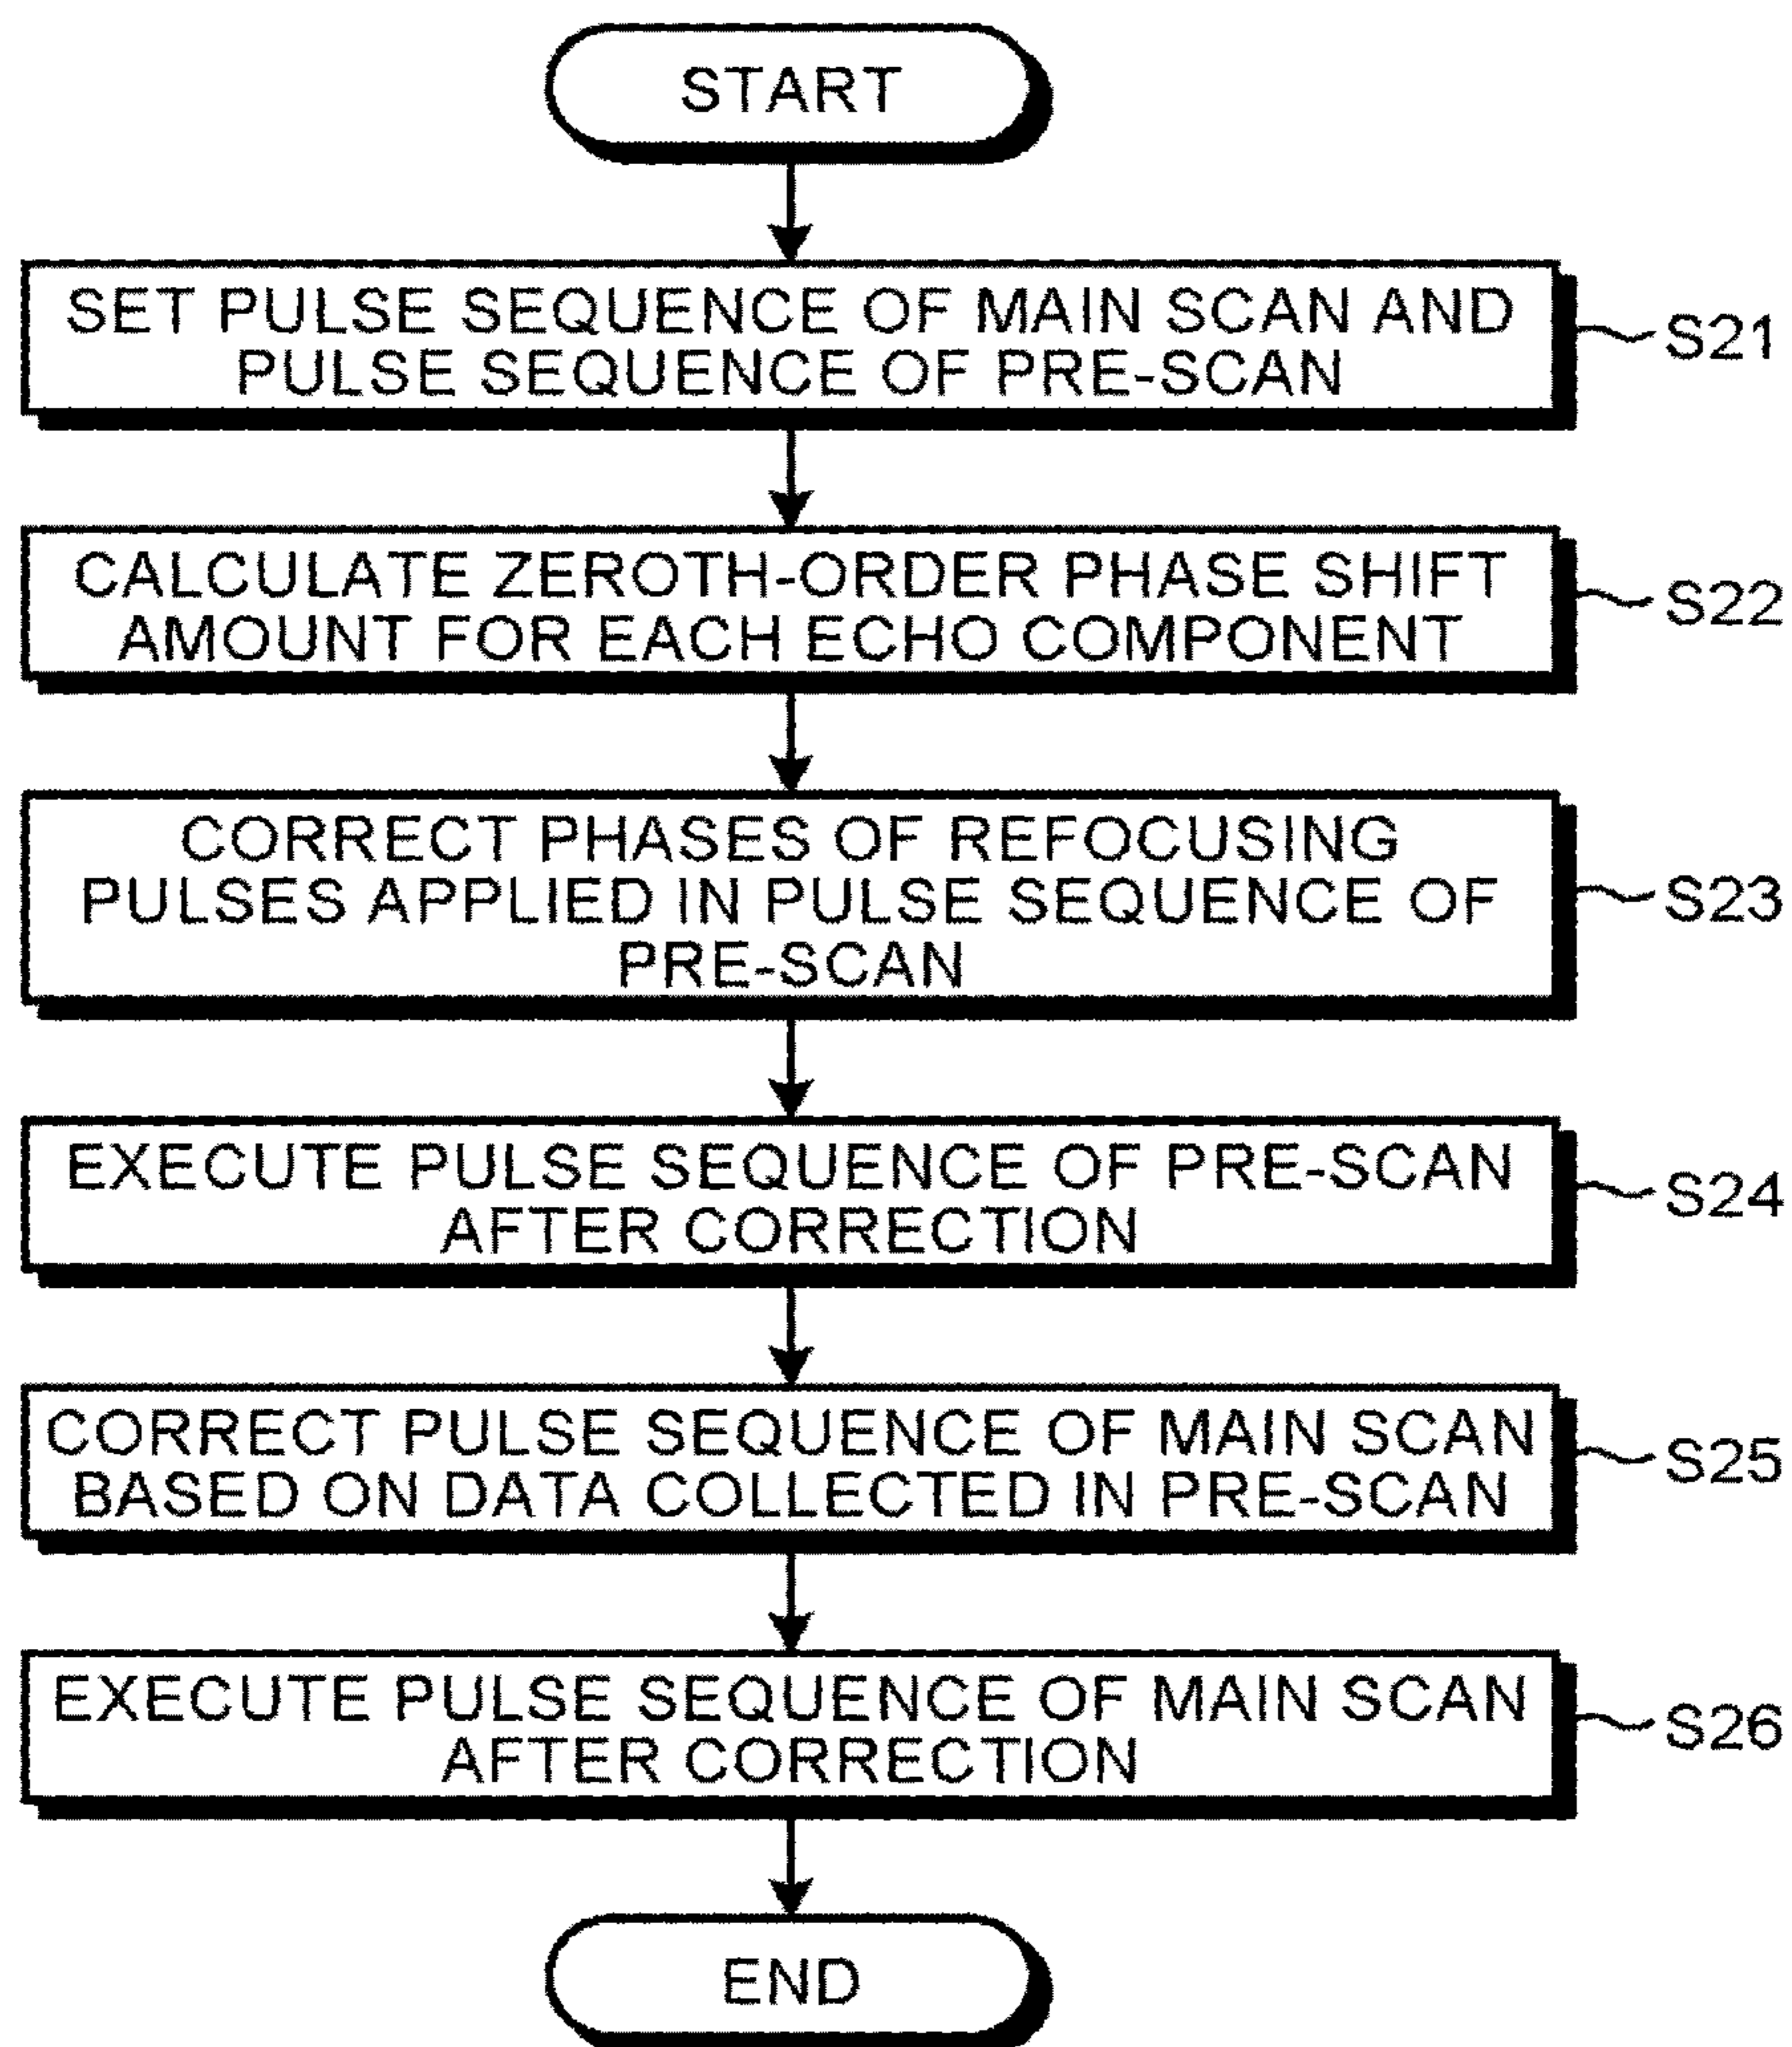 START
SET PULSE SEQUENCE OF MAIN SCAN AND
PULSE SEQUENCE OF PRE-SCAN
S21
CALCULATE ZEROTH-ORDER PHASE SHIFT
AMOUNT FOR EACH ECHO COMPONENT
S22
CORRECT PHASES OF REFOCUSING
PULSES APPLIED IN PULSE SEQUENCE OF
PRE-SCAN
S23
EXECUTE PULSE SEQUENCE OF PRE-SCAN
AFTER CORRECTION
S24
CORRECT PULSE SEQUENCE OF MAIN SCAN
BASED ON DATA COLLECTED IN PRE-SCAN
S25
EXECUTE PULSE SEQUENCE OF MAIN SCAN
AFTER CORRECTION
S26
END